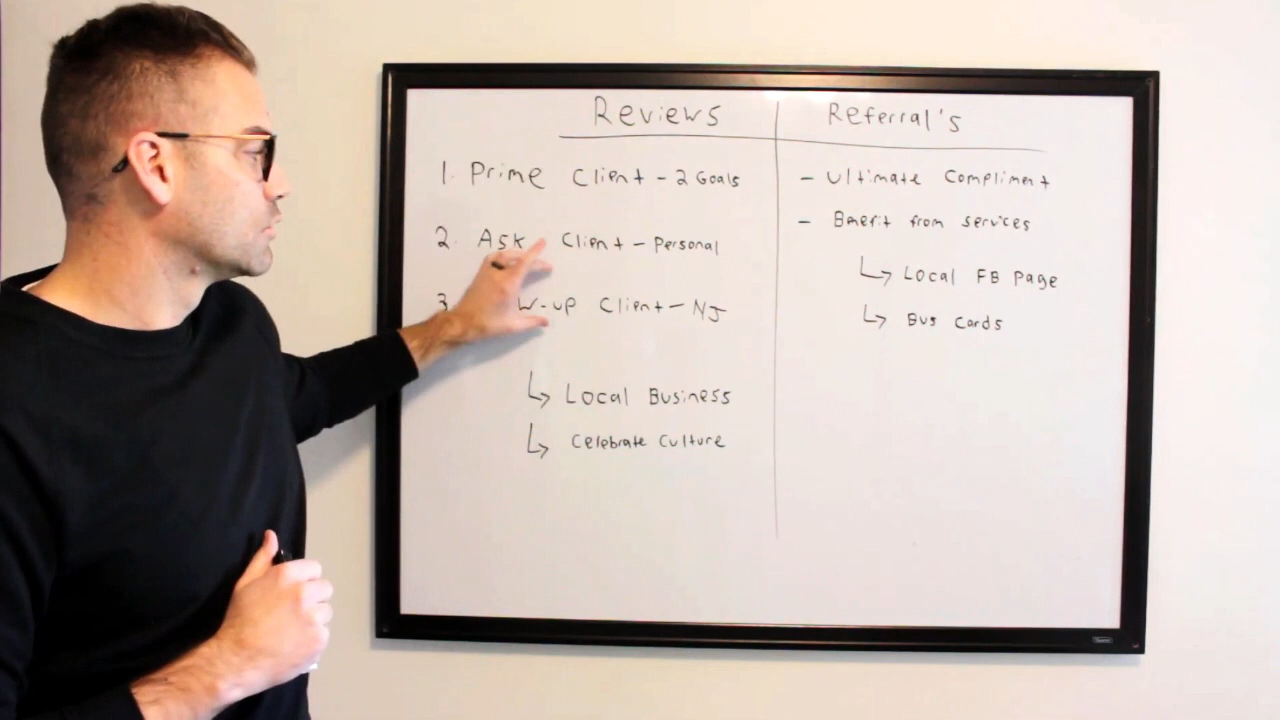 Reviews
1. Prime Client - 2 Goals
2. Ask Client - Personal
3 w-up Client - NJ
↳ Local Business
↳ Celebrate Culture
Referral's
- Ultimate Compliment
- Benefit from services
↳ Local FB Page
↳ Bus Cards